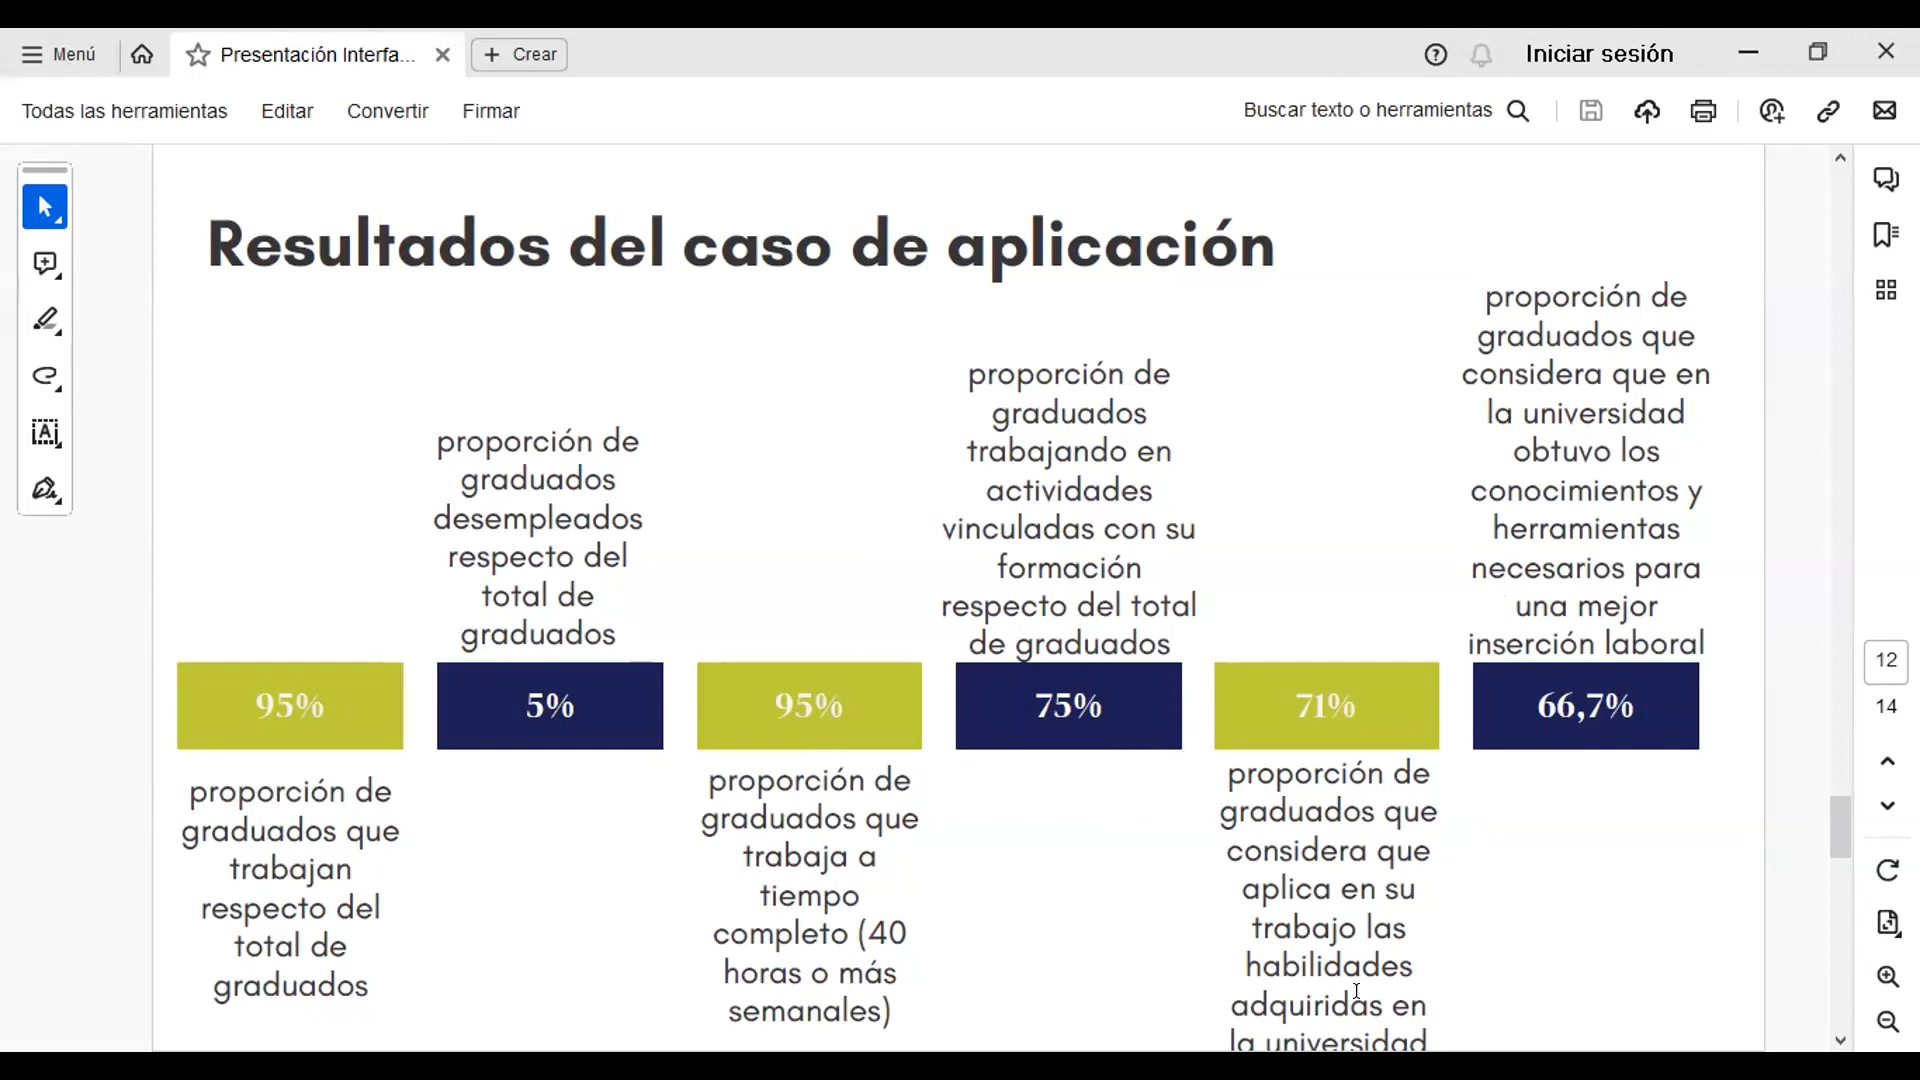 Menú
Presentación Interfa...
Crear
Iniciar sesión
Todas las herramientas
Editar
Convertir
Firmar
Buscar texto o herramientas
Resultados del caso de aplicación
95%
proporción de
graduados que
trabajan
respecto del
total de
graduados
proporción de
graduados
desempleados
respecto del
total de
graduados
5%
95%
proporción de
graduados que
trabaja a
tiempo
completo (40
horas o más
semanales)
proporción de
graduados
trabajando en
actividades
vinculadas con su
formación
respecto del total
de graduados
75%
71%
proporción de
graduados que
considera que
aplica en su
trabajo las
habilidades
adquiridas en
la universidad
proporción de
graduados que
considera que en
la universidad
obtuvo los
conocimientos y
herramientas
necesarios para
una mejor
inserción laboral
66,7%
12
14